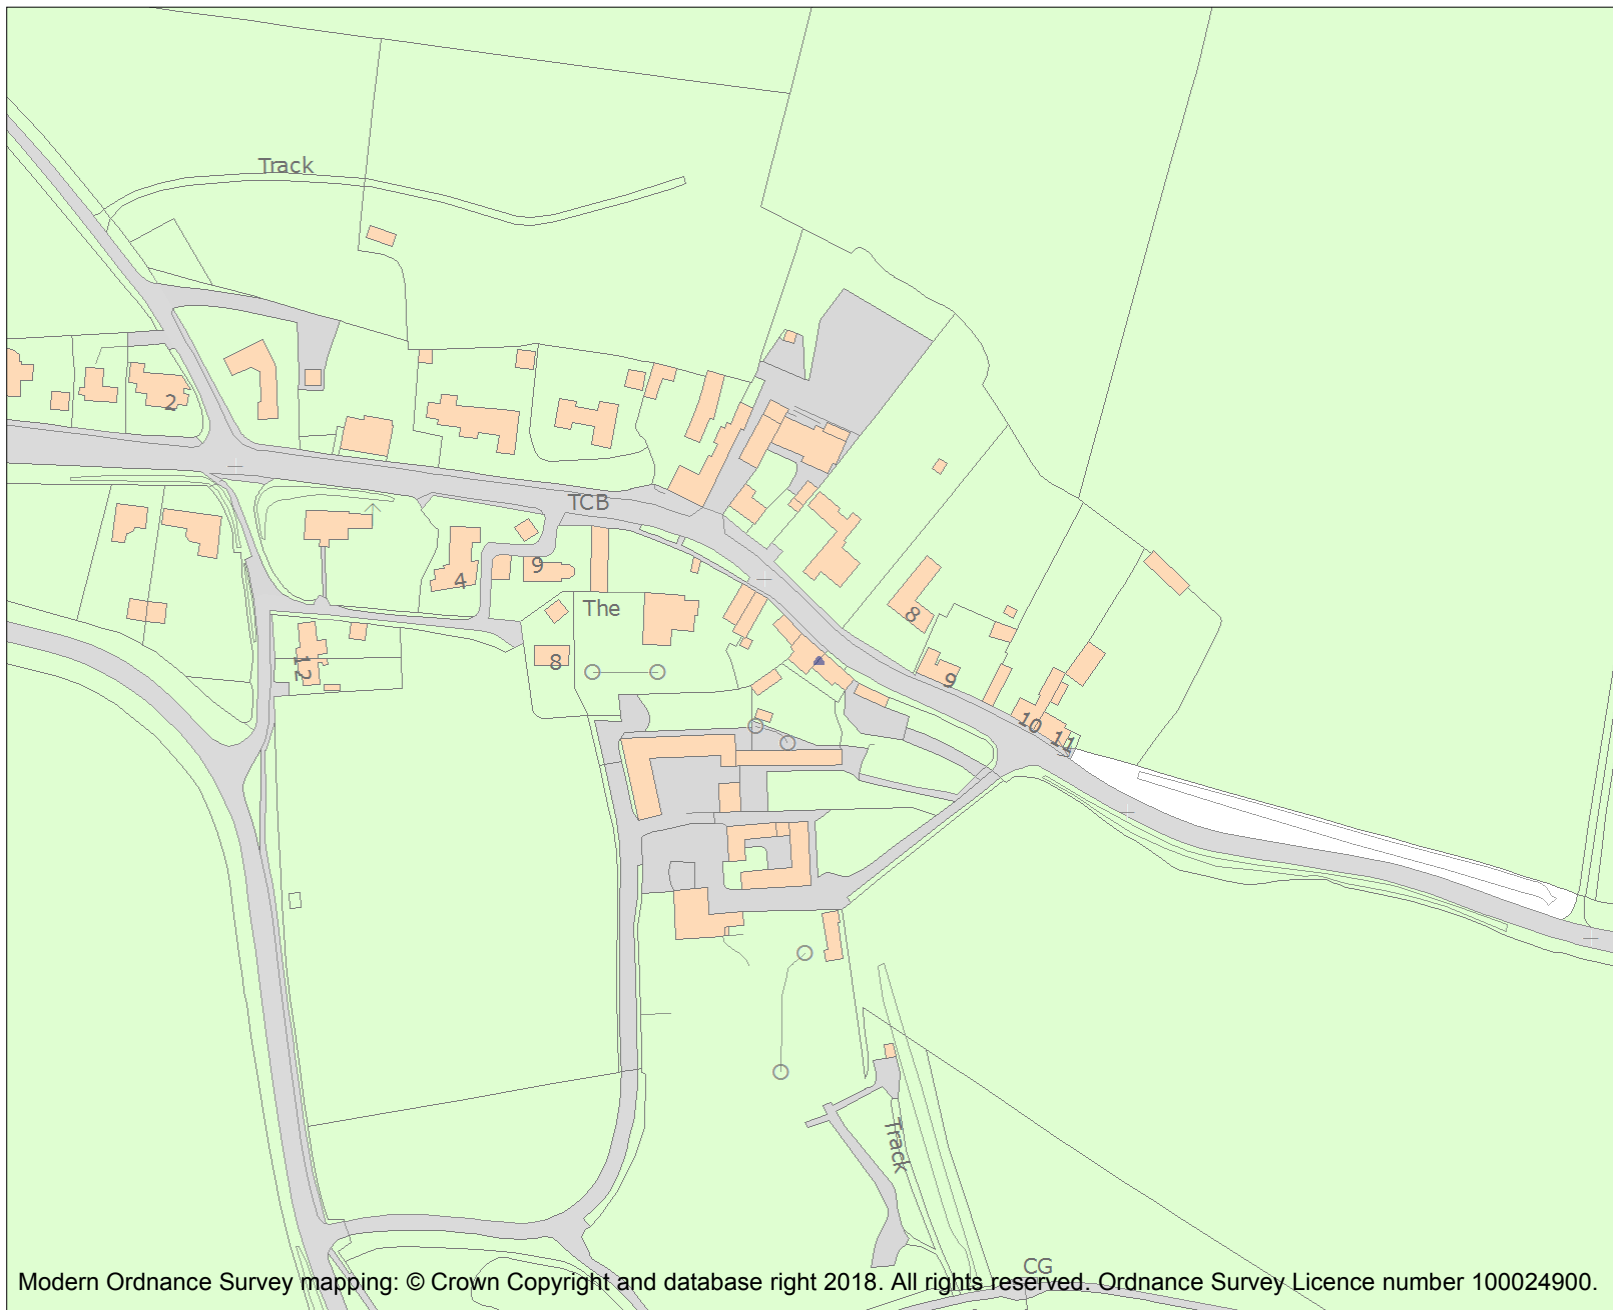 Track
2
TCB
9
4
The
8
8
12
9
10
11
Track
CG
Modern Ordnance Survey mapping: © Crown Copyright and database right 2018. All rights reserved. Ordnance Survey Licence number 100024900.